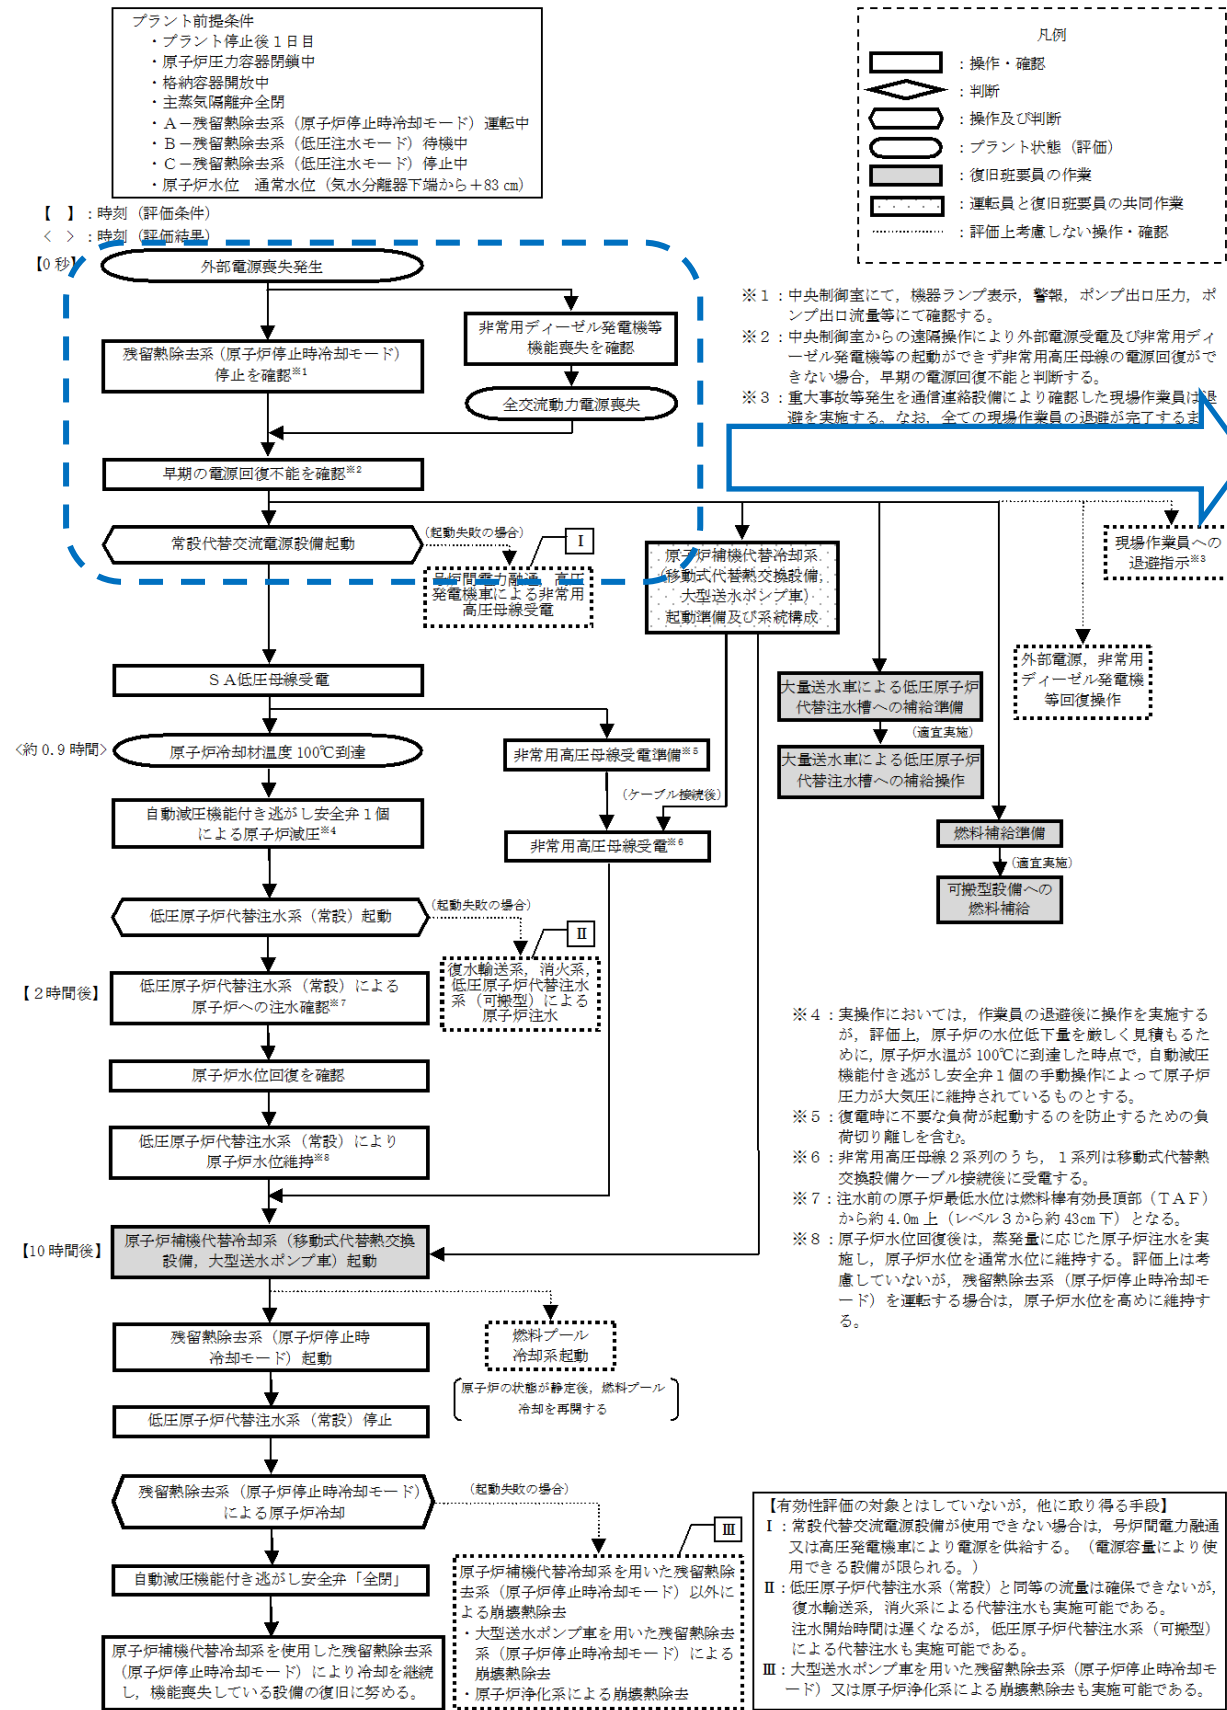 プラント前提条件
・プラント停止後1日目
・原子炉圧力容器閉鎖中
・格納容器開放中
・主蒸気隔離弁全閉
・A-残留熱除去系(原子炉停止時冷却モード)運転中
・B-残留熱除去系(低圧注水モード)待機中
・C-残留熱除去系(低圧注水モード)停止中
・原子炉水位 通常水位(気水分離器下端から+83 cm)
凡例
:操作・確認
:判断
:操作及び判断
:プラント状態(評価)
:復旧班要員の作業
:運転員と復旧班要員の共同作業
:評価上考慮しない操作・確認
【 】:時刻(評価条件)
< >:時刻(評価結果)
【0秒】
外部電源喪失発生
非常用ディーゼル発電機等
機能喪失を確認
残留熱除去系(原子炉停止時冷却モード)
停止を確認※1
全交流動力電源喪失
早期の電源回復不能を確認※2
※1:中央制御室にて,機器ランプ表示,警報,ポンプ出口圧力,ポ
ンプ出口流量等にて確認する。
※2:中央制御室からの遠隔操作により外部電源受電及び非常用ディ
ーゼル発電機等の起動ができず非常用高圧母線の電源回復がで
きない場合,早期の電源回復不能と判断する。
※3:重大事故等発生を通信連絡設備により確認した現場作業員は退
避を実施する。なお,全ての現場作業員の退避が完了するま
常設代替交流電源設備起動
(起動失敗の場合)
Ⅰ
号炉間電力融通,高圧
発電機車による非常用
高圧母線受電
原子炉補機代替冷却系
(移動式代替熱交換設備,
大型送水ポンプ車)
起動準備及び系統構成
現場作業員への
退避指示※3
外部電源,非常用
ディーゼル発電機
等回復操作
SA低圧母線受電
大量送水車による低圧原子炉
代替注水槽への補給準備
(適宜実施)
大量送水車による低圧原子炉
代替注水槽への補給操作
<約0.9時間>
原子炉冷却材温度100℃到達
非常用高圧母線受電準備※5
(ケーブル接続後)
自動減圧機能付き逃がし安全弁1個
による原子炉減圧※4
非常用高圧母線受電※6
燃料補給準備
(適宜実施)
可搬型設備への
燃料補給
低圧原子炉代替注水系(常設)起動
(起動失敗の場合)
Ⅱ
復水輸送系,消火系,
低圧原子炉代替注水
系(可搬型)による
原子炉注水
【2時間後】
低圧原子炉代替注水系(常設)による
原子炉への注水確認※7
原子炉水位回復を確認
低圧原子炉代替注水系(常設)により
原子炉水位維持※8
※4:実操作においては,作業員の退避後に操作を実施する
が,評価上,原子炉の水位低下量を厳しく見積もるた
めに,原子炉水温が100℃に到達した時点で,自動減圧
機能付き逃がし安全弁1個の手動操作によって原子炉
圧力が大気圧に維持されているものとする。
※5:復電時に不要な負荷が起動するのを防止するための負
荷切り離しを含む。
※6:非常用高圧母線2系列のうち,1系列は移動式代替熱
交換設備ケーブル接続後に受電する。
※7:注水前の原子炉最低水位は燃料棒有効長頂部(TAF)
から約4.0m上(レベル3から約43cm下)となる。
※8:原子炉水位回復後は,蒸発量に応じた原子炉注水を実
施し,原子炉水位を通常水位に維持する。評価上は考
慮していないが,残留熱除去系(原子炉停止時冷却モ
ード)を運転する場合は,原子炉水位を高めに維持す
る。
【10時間後】
原子炉補機代替冷却系(移動式代替熱交換
設備,大型送水ポンプ車)起動
残留熱除去系(原子炉停止時
冷却モード)起動
燃料プール
冷却系起動
原子炉の状態が静定後,燃料プール
冷却を再開する
低圧原子炉代替注水系(常設)停止
残留熱除去系(原子炉停止時冷却モード)
による原子炉冷却
(起動失敗の場合)
Ⅲ
原子炉補機代替冷却系を用いた残留熱除
去系(原子炉停止時冷却モード)以外に
よる崩壊熱除去
・大型送水ポンプ車を用いた残留熱除去
系(原子炉停止時冷却モード)による
崩壊熱除去
・原子炉浄化系による崩壊熱除去
自動減圧機能付き逃がし安全弁「全閉」
原子炉補機代替冷却系を使用した残留熱除去系
(原子炉停止時冷却モード)により冷却を継続
し,機能喪失している設備の復旧に努める。
【有効性評価の対象とはしていないが,他に取り得る手段】
Ⅰ:常設代替交流電源設備が使用できない場合は,号炉間電力融通
又は高圧発電機車により電源を供給する。(電源容量により使
用できる設備が限られる。)
Ⅱ:低圧原子炉代替注水系(常設)と同等の流量は確保できないが,
復水輸送系,消火系による代替注水も実施可能である。
注水開始時間は遅くなるが,低圧原子炉代替注水系(可搬型)
による代替注水も実施可能である。
Ⅲ:大型送水ポンプ車を用いた残留熱除去系(原子炉停止時冷却モ
ード)又は原子炉浄化系による崩壊熱除去も実施可能である。